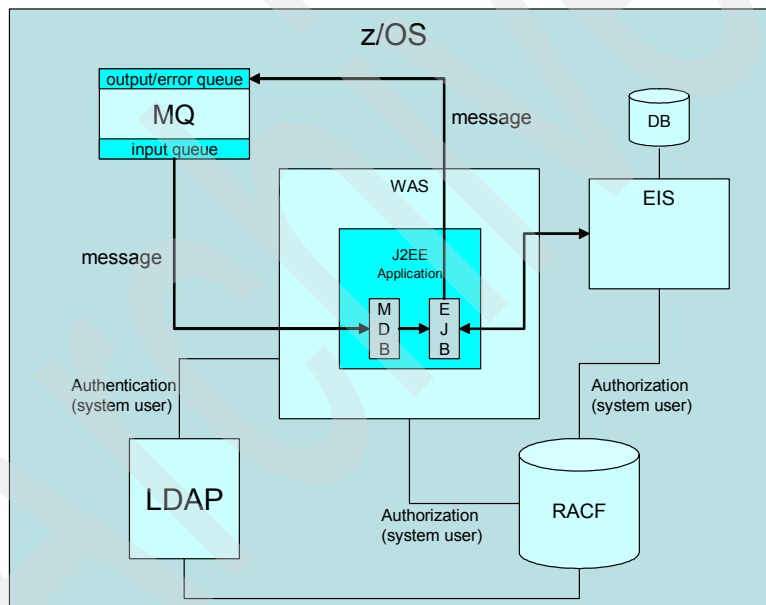 z/OS
output/error queue
MQ
input queue
message
DB
WAS
EIS
message
J2EE
Application
M
D
B
E
J
B
Authentication
(system user)
Authorization
(system user)
LDAP
Authorization
(system user)
RACF